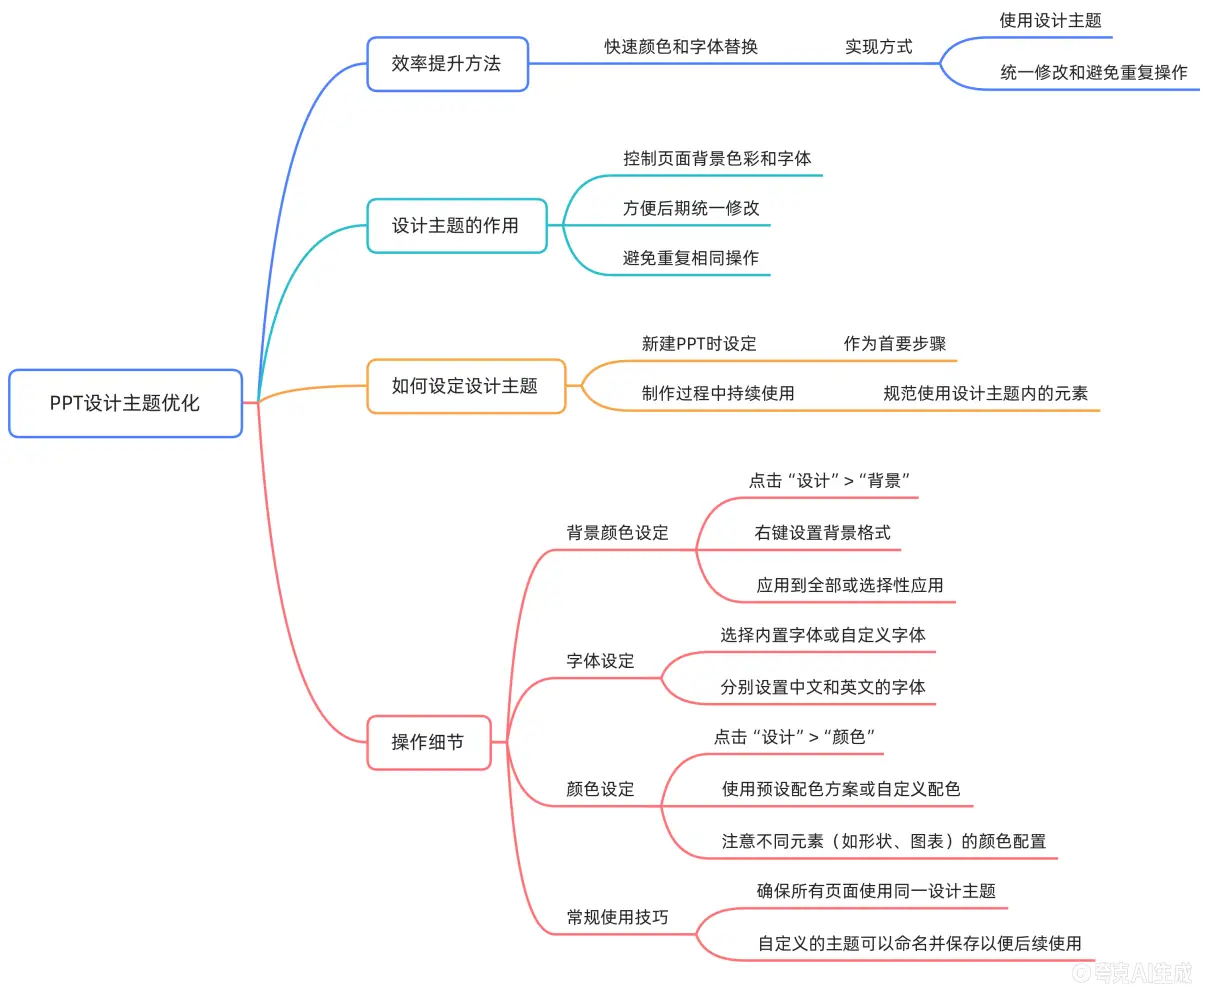 PPT设计主题优化
效率提升方法
快速颜色和字体替换
实现方式
使用设计主题
统一修改和避免重复操作
设计主题的作用
控制页面背景色彩和字体
方便后期统一修改
避免重复相同操作
如何设定设计主题
新建PPT时设定
作为首要步骤
制作过程中持续使用
规范使用设计主题内的元素
操作细节
背景颜色设定
点击“设计”>“背景”
右键设置背景格式
应用到全部或选择性应用
字体设定
选择内置字体或自定义字体
分别设置中文和英文的字体
颜色设定
点击“设计”>“颜色”
使用预设配色方案或自定义配色
注意不同元素（如形状、图表）的颜色配置
常规使用技巧
确保所有页面使用同一设计主题
自定义的主题可以命名并保存以便后续使用
夸克AI生成